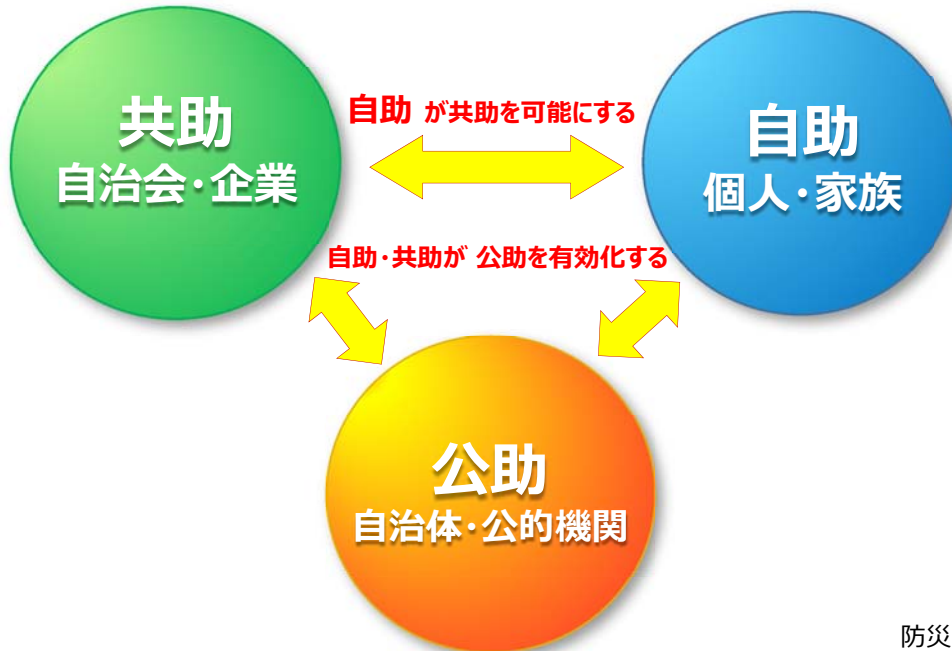 共助
自治会・企業
自助 が共助を可能にする
自助
個人・家族
自助・共助が 公助を有効化する
公助
自治体・公的機関
防災